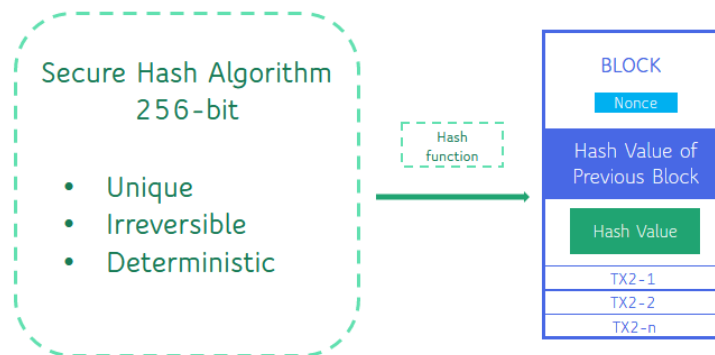 Secure Hash Algorithm
256-bit
• Unique
• Irreversible
• Deterministic
Hash
function
BLOCK
Nonce
Hash Value of
Previous Block
Hash Value
TX2-1
TX2-2
TX2-n